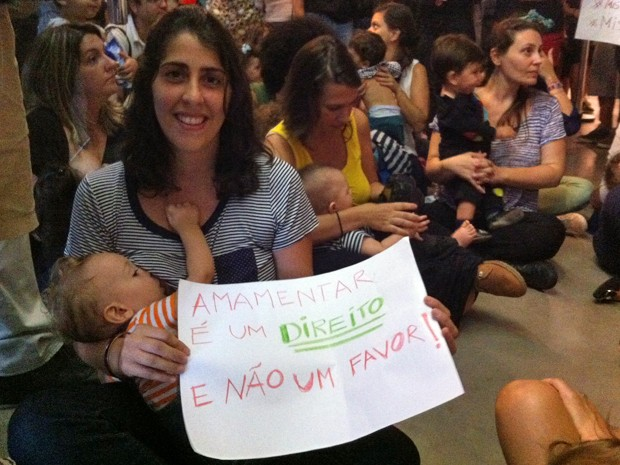 AMAMENTAR
É UM DIREITO
E NÃO UM FAVOR!